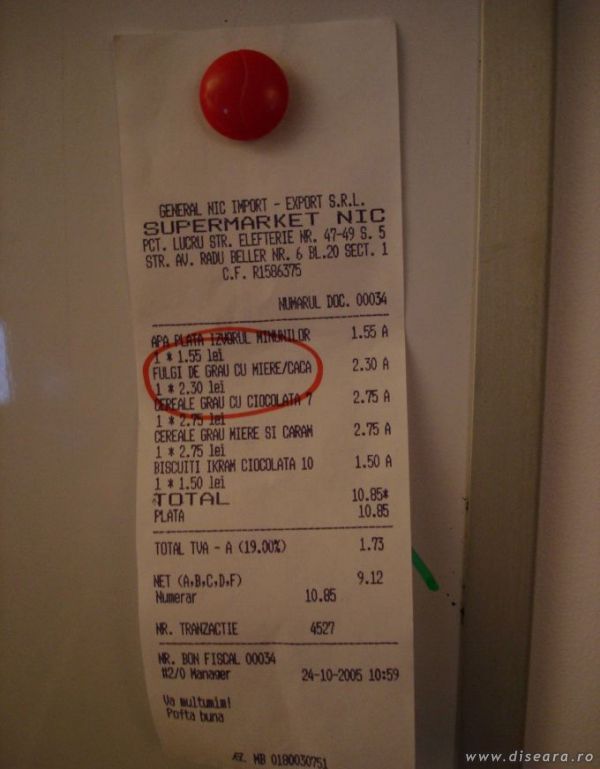 GENERAL NIC IMPORT - EXPORT S.R.L.
SUPERMARKET NIC
PCT. LUCRU STR. ELEFTERIE NR. 47-49 S. 5
STR. AV. RADU BELLER NR. 6 BL.20 SECT. 1
C.F. R1586375
NUMARUL DOC. 00034
APA PLATA IZVORUL MINUNILOR 1.55 A
1 * 1.55 lei
FULGI DE GRAU CU MIERE/CACA 2.30 A
1 * 2.30 lei
CEREALE GRAU CU CIOCOLATA 7 2.75 A
1 * 2.75 lei
CEREALE GRAU MIERE SI CARAM 2.75 A
1 * 2.75 lei
BISCUITI IKRAM CIOCOLATA 10 1.50 A
1 * 1.50 lei
TOTAL 10.85*
PLATA 10.85
TOTAL TVA - A (19.00%) 1.73
NET (A,B,C,D,F) 9.12
Numerar 10.85
NR. TRANZACTIE 4527
NR. BON FISCAL 00034
#2/0 Manager 24-10-2005 10:59
Va multumim!
Pofta buna
MB 0180030751
www.diseara.ro